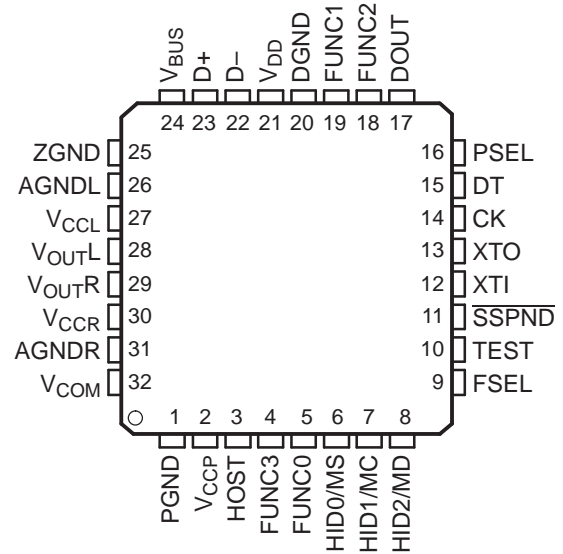 VBUS
D+
D–
VDD
DGND
FUNC1
FUNC2
DOUT
24 23 22 21 20 19 18 17
ZGND 25
AGNDL 26
VCCL 27
VOUTL 28
VOUTR 29
VCCR 30
AGNDR 31
VCOM 32
16 PSEL
15 DT
14 CK
13 XTO
12 XTI
11 SSPND
10 TEST
9 FSEL
1 2 3 4 5 6 7 8
PGND
VCCP
HOST
FUNC3
FUNC0
HID0/MS
HID1/MC
HID2/MD